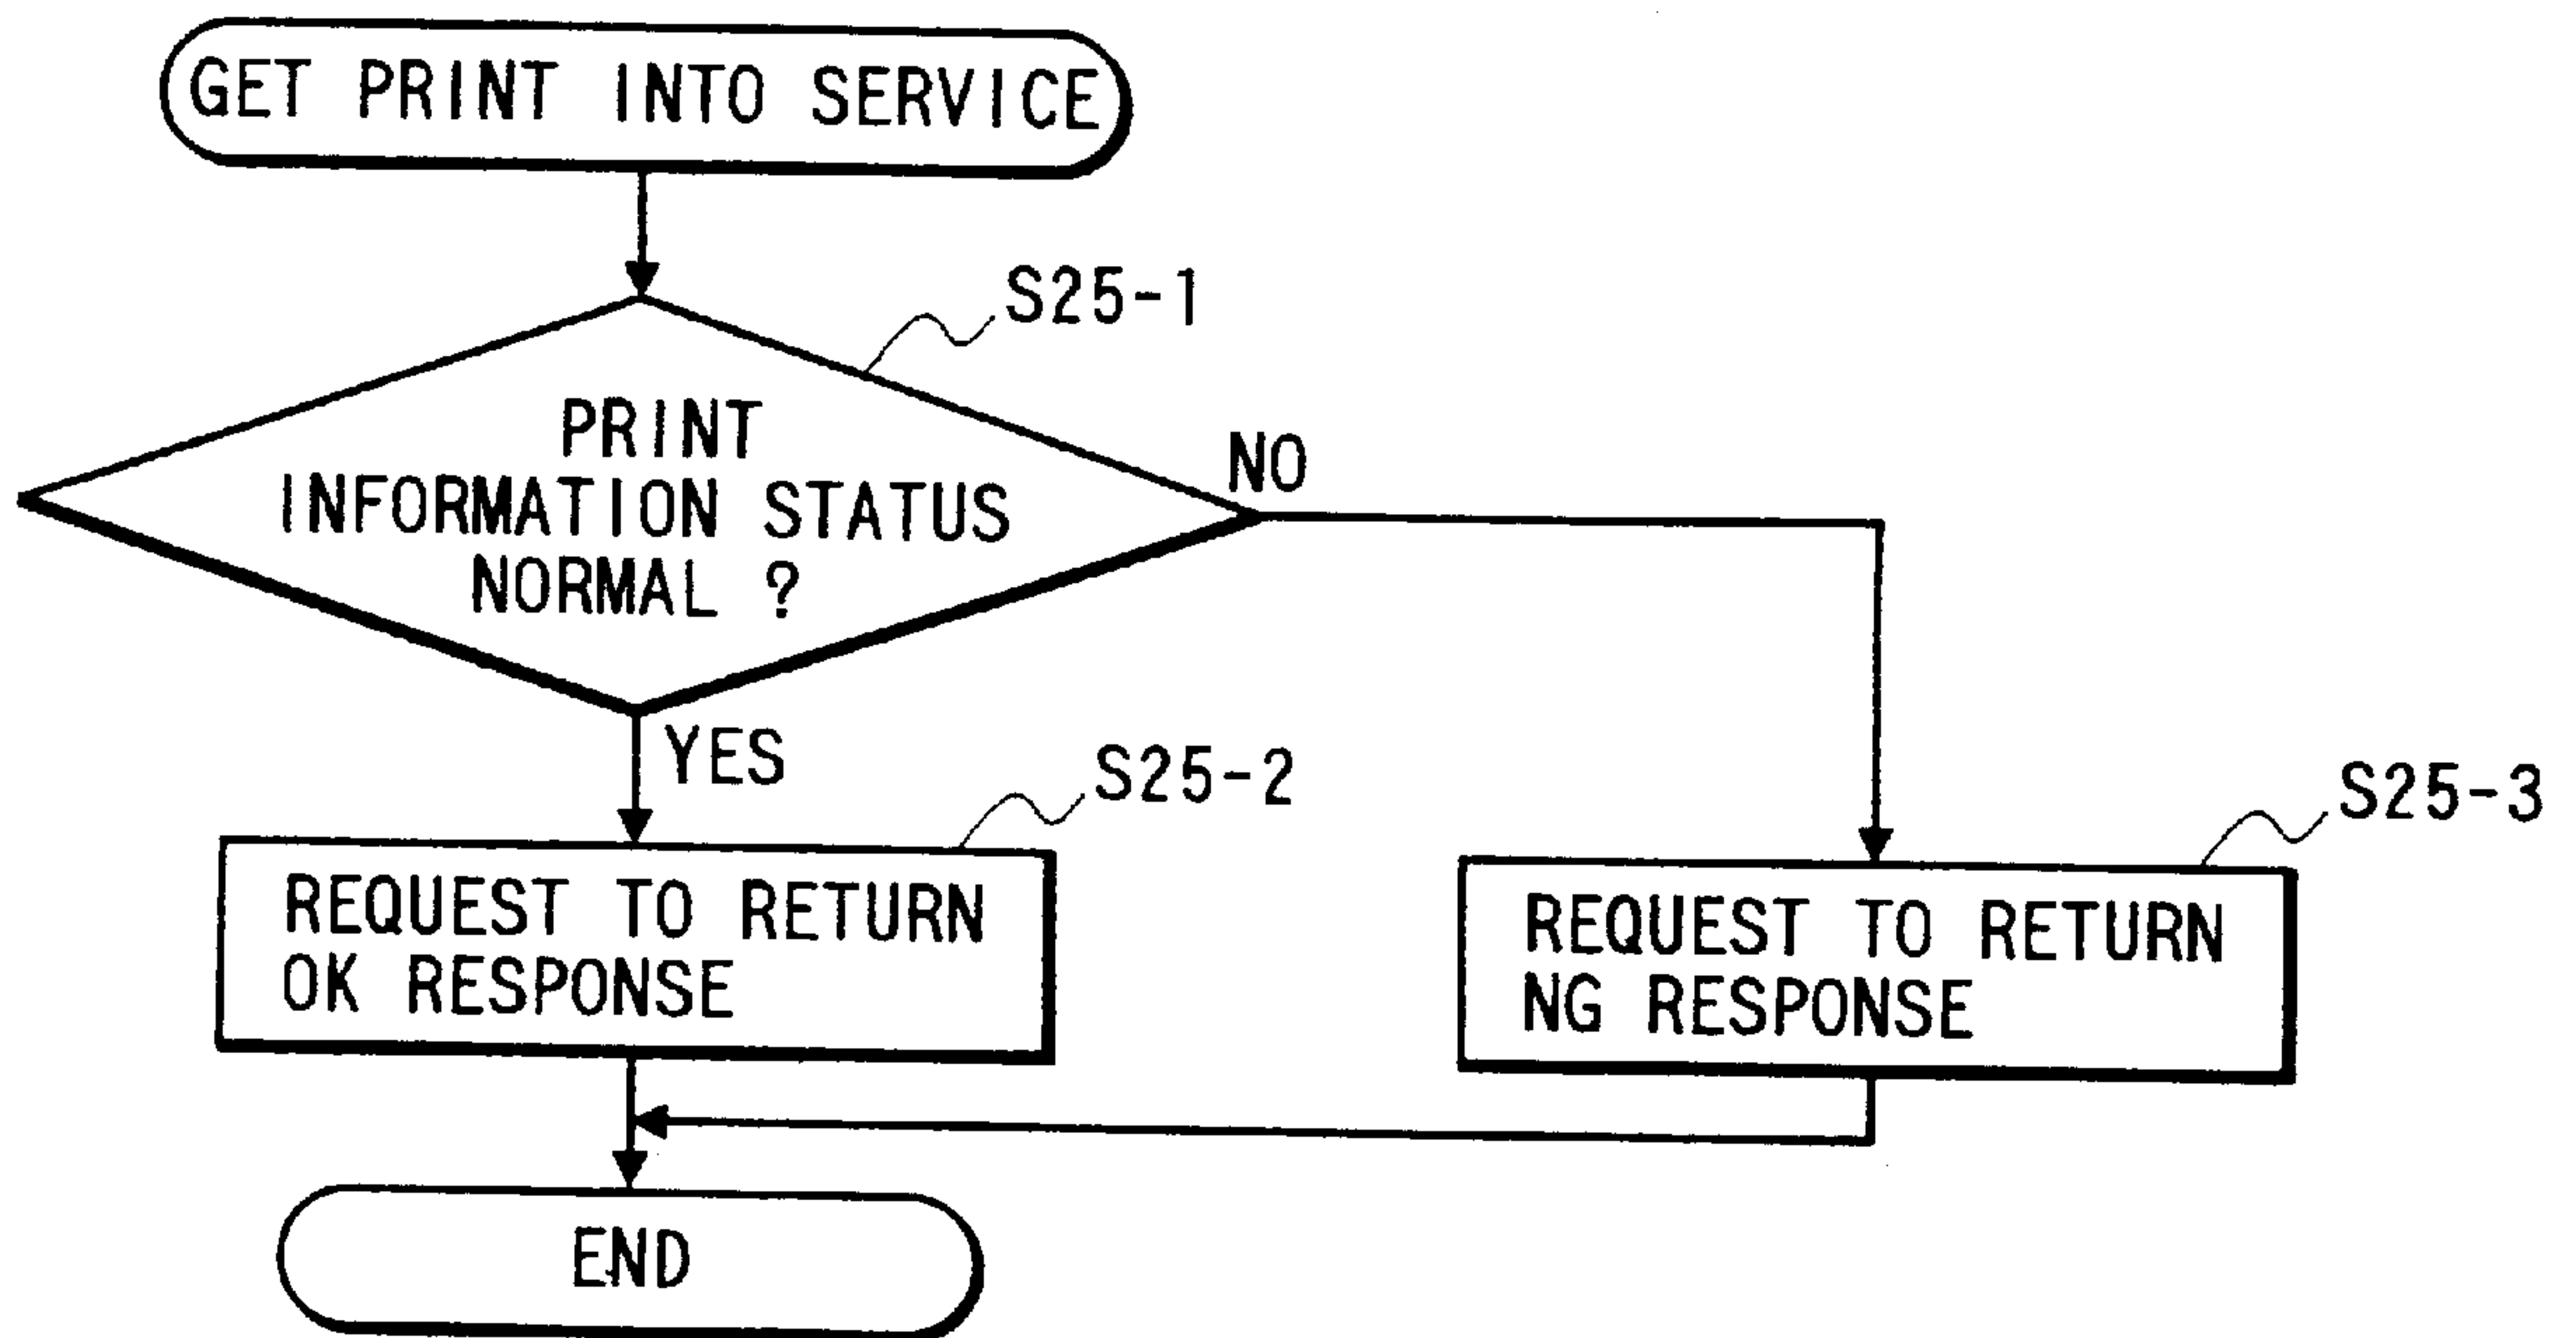 GET PRINT INTO SERVICE
S25-1
PRINT
INFORMATION STATUS
NORMAL ?
NO
YES
S25-2
REQUEST TO RETURN
OK RESPONSE
S25-3
REQUEST TO RETURN
NG RESPONSE
END